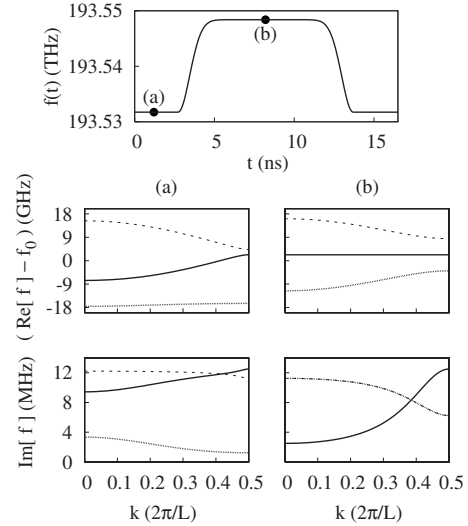 193.55
193.54
193.53
f(t) (THz)
(a)
(b)
0 5 10 15
t (ns)
(a) (b)
18
9
0
-9
-18
( Re[ f ] − f0 ) (GHz)
12
8
4
0
Im[ f ] (MHz)
0 0.1 0.2 0.3 0.4 0.5 0 0.1 0.2 0.3 0.4 0.5
k (2π/L) k (2π/L)